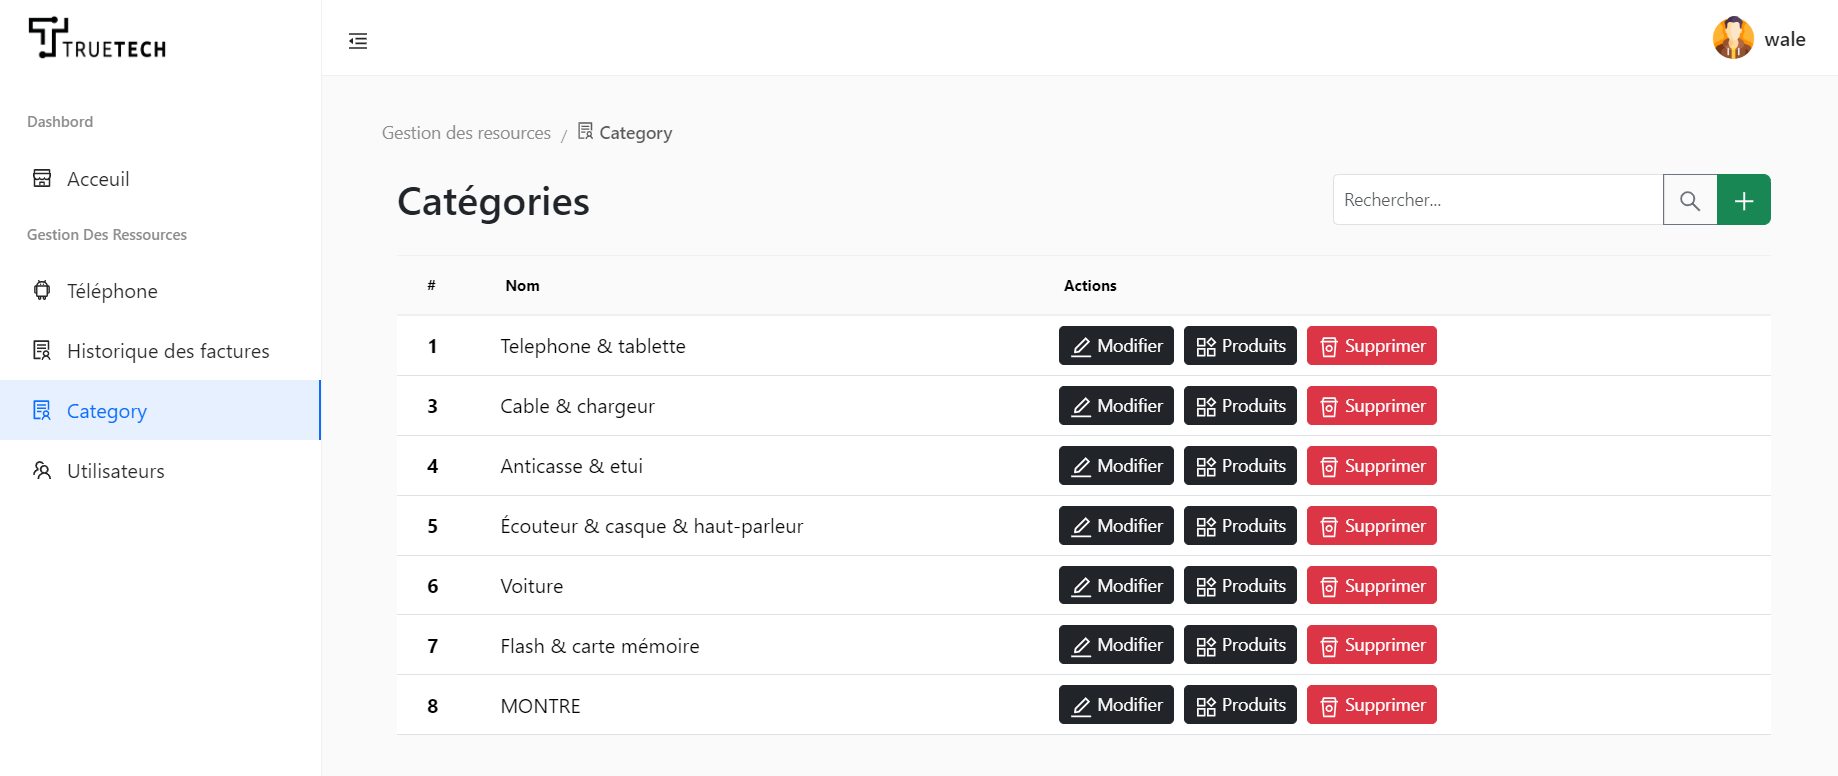 TRUETECH
wale
Dashbord
Acceuil
Gestion Des Ressources
Téléphone
Historique des factures
Category
Utilisateurs
Gestion des resources / Category
Catégories
Rechercher...
# Nom Actions
1 Telephone & tablette Modifier Produits Supprimer
3 Cable & chargeur Modifier Produits Supprimer
4 Anticasse & etui Modifier Produits Supprimer
5 Écouteur & casque & haut-parleur Modifier Produits Supprimer
6 Voiture Modifier Produits Supprimer
7 Flash & carte mémoire Modifier Produits Supprimer
8 MONTRE Modifier Produits Supprimer